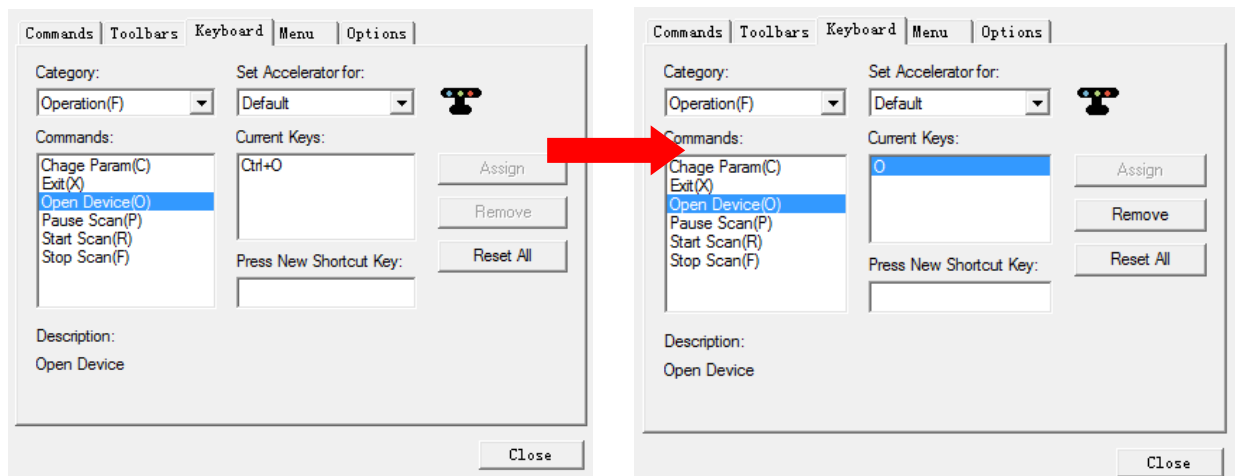 Commands Toolbars Keyboard Menu Options
Category: Set Accelerator for:
Operation(F) Default
Commands: Current Keys:
Chage Param(C) Ctrl+O
Exit(X)
Open Device(O)
Pause Scan(P)
Start Scan(R)
Stop Scan(F)
Assign
Remove
Reset All
Press New Shortcut Key:
Description:
Open Device
Close
Commands Toolbars Keyboard Menu Options
Category: Set Accelerator for:
Operation(F) Default
Commands: Current Keys:
Chage Param(C) O
Exit(X)
Open Device(O)
Pause Scan(P)
Start Scan(R)
Stop Scan(F)
Assign
Remove
Reset All
Press New Shortcut Key:
Description:
Open Device
Close